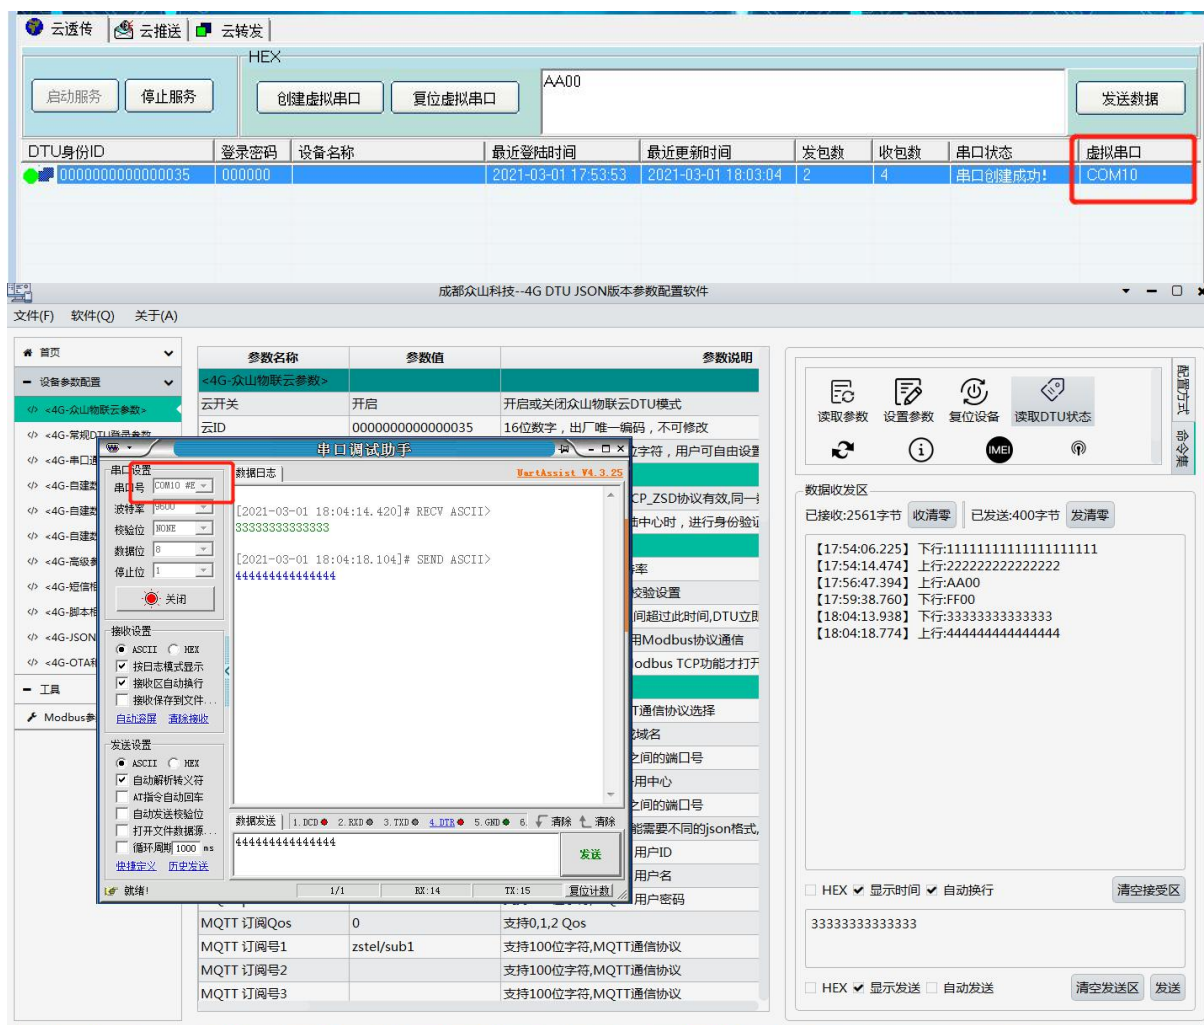 云透传 云推送 云转发
HEX
启动服务 停止服务 创建虚拟串口 复位虚拟串口 AA00 发送数据
DTU身份ID 登录密码 设备名称 最近登陆时间 最近更新时间 发包数 收包数 串口状态 虚拟串口
0000000000000035 000000 2021-03-01 17:53:53 2021-03-01 18:03:04 2 4 串口创建成功! COM10
成都众山科技--4G DTU JSON版本参数配置软件
文件(F) 软件(Q) 关于(A)
首页
设备参数配置
<4G-众山物联云参数>
<4G-常规DTU登录参数
<4G-串口通
<4G-自建数
<4G-自建数
<4G-自建数
<4G-高级参
<4G-短信相
<4G-脚本相
<4G-JSON
<4G-OTA和
工具
Modbus参
参数名称 参数值 参数说明
<4G-众山物联云参数>
云开关 开启 开启或关闭众山物联云DTU模式
云ID 0000000000000035 16位数字，出厂唯一编码，不可修改
位字符，用户可自由设置
CP_ZSD协议有效,同一
击中心时，进行身份验证
率
校验设置
间超过此时间,DTU立即
用Modbus协议通信
odbus TCP功能才打开
T通信协议选择
域名
之间的端口号
用中心
之间的端口号
能需要不同的json格式,
用户ID
用户名
用户密码
MQTT 订阅Qos 0 支持0,1,2 Qos
MQTT 订阅号1 zstel/sub1 支持100位字符,MQTT通信协议
MQTT 订阅号2 支持100位字符,MQTT通信协议
MQTT 订阅号3 支持100位字符,MQTT通信协议
串口调试助手
串口设置
串口号 COM10 #E
波特率 9600
校验位 NONE
数据位 8
停止位 1
关闭
接收设置
ASCII HEX
按日志模式显示
接收区自动换行
接收保存到文件...
自动滚屏 清除接收
发送设置
ASCII HEX
自动解析转义符
AT指令自动回车
自动发送校验位
打开文件数据源...
循环周期 1000 ms
快捷定义 历史发送
数据日志 UartAssist V4.3.25
[2021-03-01 18:04:14.420]# RECV ASCII>
33333333333333
[2021-03-01 18:04:18.104]# SEND ASCII>
444444444444444
数据发送 1.DCD 2.RXD 3.TXD 4.DTR 5.GND 6. 清除 清除
444444444444444
发送
就绪! 1/1 RX:14 TX:15 复位计数
读取参数 设置参数 复位设备 读取DTU状态
IMEI
配置方式
命令集
数据收发区
已接收:2561字节 收清零 已发送:400字节 发清零
【17:54:06.225】下行:11111111111111111111
【17:54:14.474】上行:222222222222222
【17:56:47.394】上行:AA00
【17:59:38.760】下行:FF00
【18:04:13.938】下行:33333333333333
【18:04:18.774】上行:444444444444444
HEX 显示时间 自动换行 清空接受区
33333333333333
HEX 显示发送 自动发送 清空发送区 发送